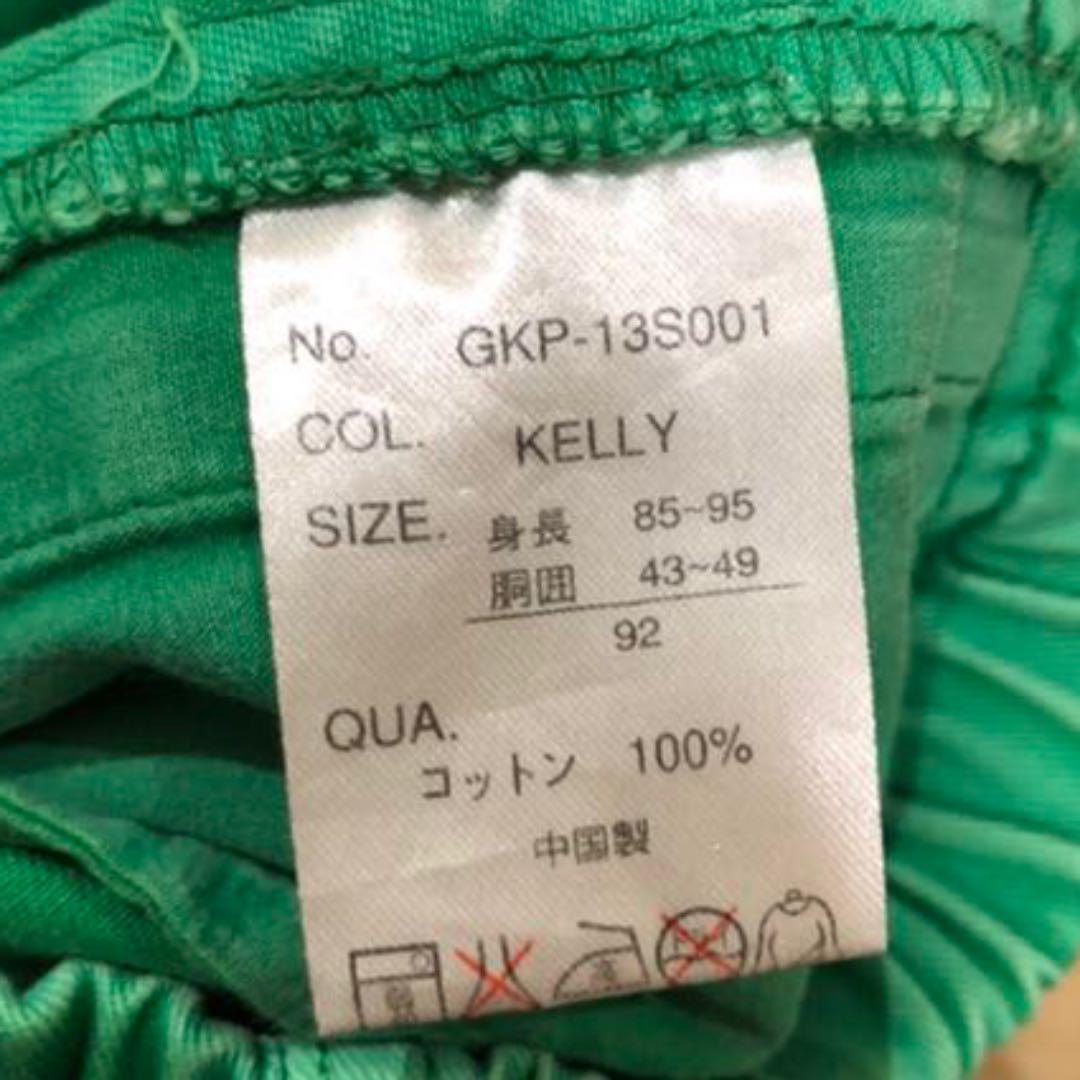 No. GKP-13S001
COL. KELLY
SIZE. 身長 85~95
胴囲 43~49
92
QUA.
コットン 100%
中国製